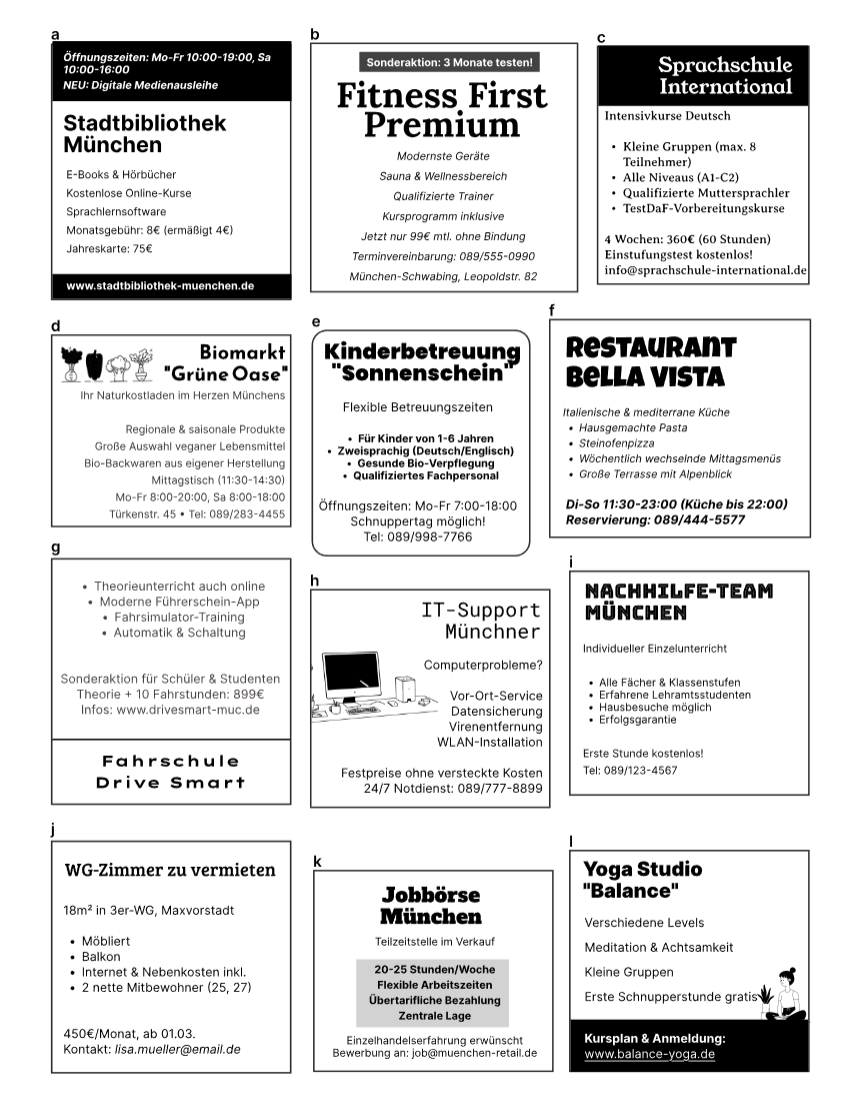 a
Öffnungszeiten: Mo-Fr 10:00-19:00, Sa
10:00-16:00
NEU: Digitale Medienausleihe
Stadtbibliothek
München
E-Books & Hörbücher
Kostenlose Online-Kurse
Sprachlernsoftware
Monatsgebühr: 8€ (ermäßigt 4€)
Jahreskarte: 75€
www.stadtbibliothek-muenchen.de
b
Sonderaktion: 3 Monate testen!
Fitness First
Premium
Modernste Geräte
Sauna & Wellnessbereich
Qualifizierte Trainer
Kursprogramm inklusive
Jetzt nur 99€ mtl. ohne Bindung
Terminvereinbarung: 089/555-0990
München-Schwabing, Leopoldstr. 82
c
Sprachschule
International
Intensivkurse Deutsch
• Kleine Gruppen (max. 8
Teilnehmer)
• Alle Niveaus (A1-C2)
• Qualifizierte Muttersprachler
• TestDaF-Vorbereitungskurse
4 Wochen: 360€ (60 Stunden)
Einstufungstest kostenlos!
info@sprachschule-international.de
d
Biomarkt
"Grüne Oase"
Ihr Naturkostladen im Herzen Münchens
Regionale & saisonale Produkte
Große Auswahl veganer Lebensmittel
Bio-Backwaren aus eigener Herstellung
Mittagstisch (11:30-14:30)
Mo-Fr 8:00-20:00, Sa 8:00-18:00
Türkenstr. 45 • Tel: 089/283-4455
e
Kinderbetreuung
"Sonnenschein"
Flexible Betreuungszeiten
• Für Kinder von 1-6 Jahren
• Zweisprachig (Deutsch/Englisch)
• Gesunde Bio-Verpflegung
• Qualifiziertes Fachpersonal
Öffnungszeiten: Mo-Fr 7:00-18:00
Schnuppertag möglich!
Tel: 089/998-7766
f
Restaurant
Bella Vista
Italienische & mediterrane Küche
• Hausgemachte Pasta
• Steinofenpizza
• Wöchentlich wechselnde Mittagsmenüs
• Große Terrasse mit Alpenblick
Di-So 11:30-23:00 (Küche bis 22:00)
Reservierung: 089/444-5577
g
• Theorieunterricht auch online
• Moderne Führerschein-App
• Fahrsimulator-Training
• Automatik & Schaltung
Sonderaktion für Schüler & Studenten
Theorie + 10 Fahrstunden: 899€
Infos: www.drivesmart-muc.de
Fahrschule
Drive Smart
h
IT-Support
Münchner
Computerprobleme?
Vor-Ort-Service
Datensicherung
Virenentfernung
WLAN-Installation
Festpreise ohne versteckte Kosten
24/7 Notdienst: 089/777-8899
i
NACHHILFE-TEAM
MÜNCHEN
Individueller Einzelunterricht
• Alle Fächer & Klassenstufen
• Erfahrene Lehramtsstudenten
• Hausbesuche möglich
• Erfolgsgarantie
Erste Stunde kostenlos!
Tel: 089/123-4567
j
WG-Zimmer zu vermieten
18m² in 3er-WG, Maxvorstadt
• Möbliert
• Balkon
• Internet & Nebenkosten inkl.
• 2 nette Mitbewohner (25, 27)
450€/Monat, ab 01.03.
Kontakt: lisa.mueller@email.de
k
Jobbörse
München
Teilzeitstelle im Verkauf
20-25 Stunden/Woche
Flexible Arbeitszeiten
Übertarifliche Bezahlung
Zentrale Lage
Einzelhandelserfahrung erwünscht
Bewerbung an: job@muenchen-retail.de
l
Yoga Studio
"Balance"
Verschiedene Levels
Meditation & Achtsamkeit
Kleine Gruppen
Erste Schnupperstunde gratis
Kursplan & Anmeldung:
www.balance-yoga.de